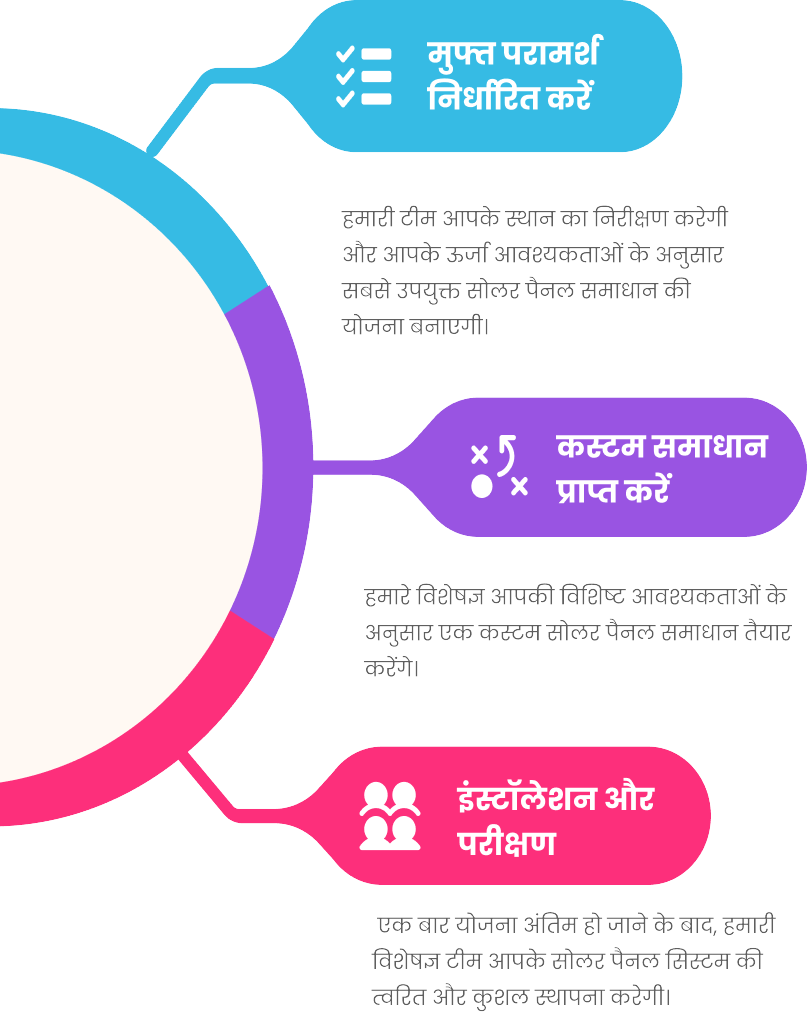 मुफ्त परामर्श
निर्धारित करें
हमारी टीम आपके स्थान का निरीक्षण करेगी
और आपके ऊर्जा आवश्यकताओं के अनुसार
सबसे उपयुक्त सोलर पैनल समाधान की
योजना बनाएगी।
कस्टम समाधान
प्राप्त करें
हमारे विशेषज्ञ आपकी विशिष्ट आवश्यकताओं के
अनुसार एक कस्टम सोलर पैनल समाधान तैयार
करेंगे।
इंस्टॉलेशन और
परीक्षण
एक बार योजना अंतिम हो जाने के बाद, हमारी
विशेषज्ञ टीम आपके सोलर पैनल सिस्टम की
त्वरित और कुशल स्थापना करेगी।